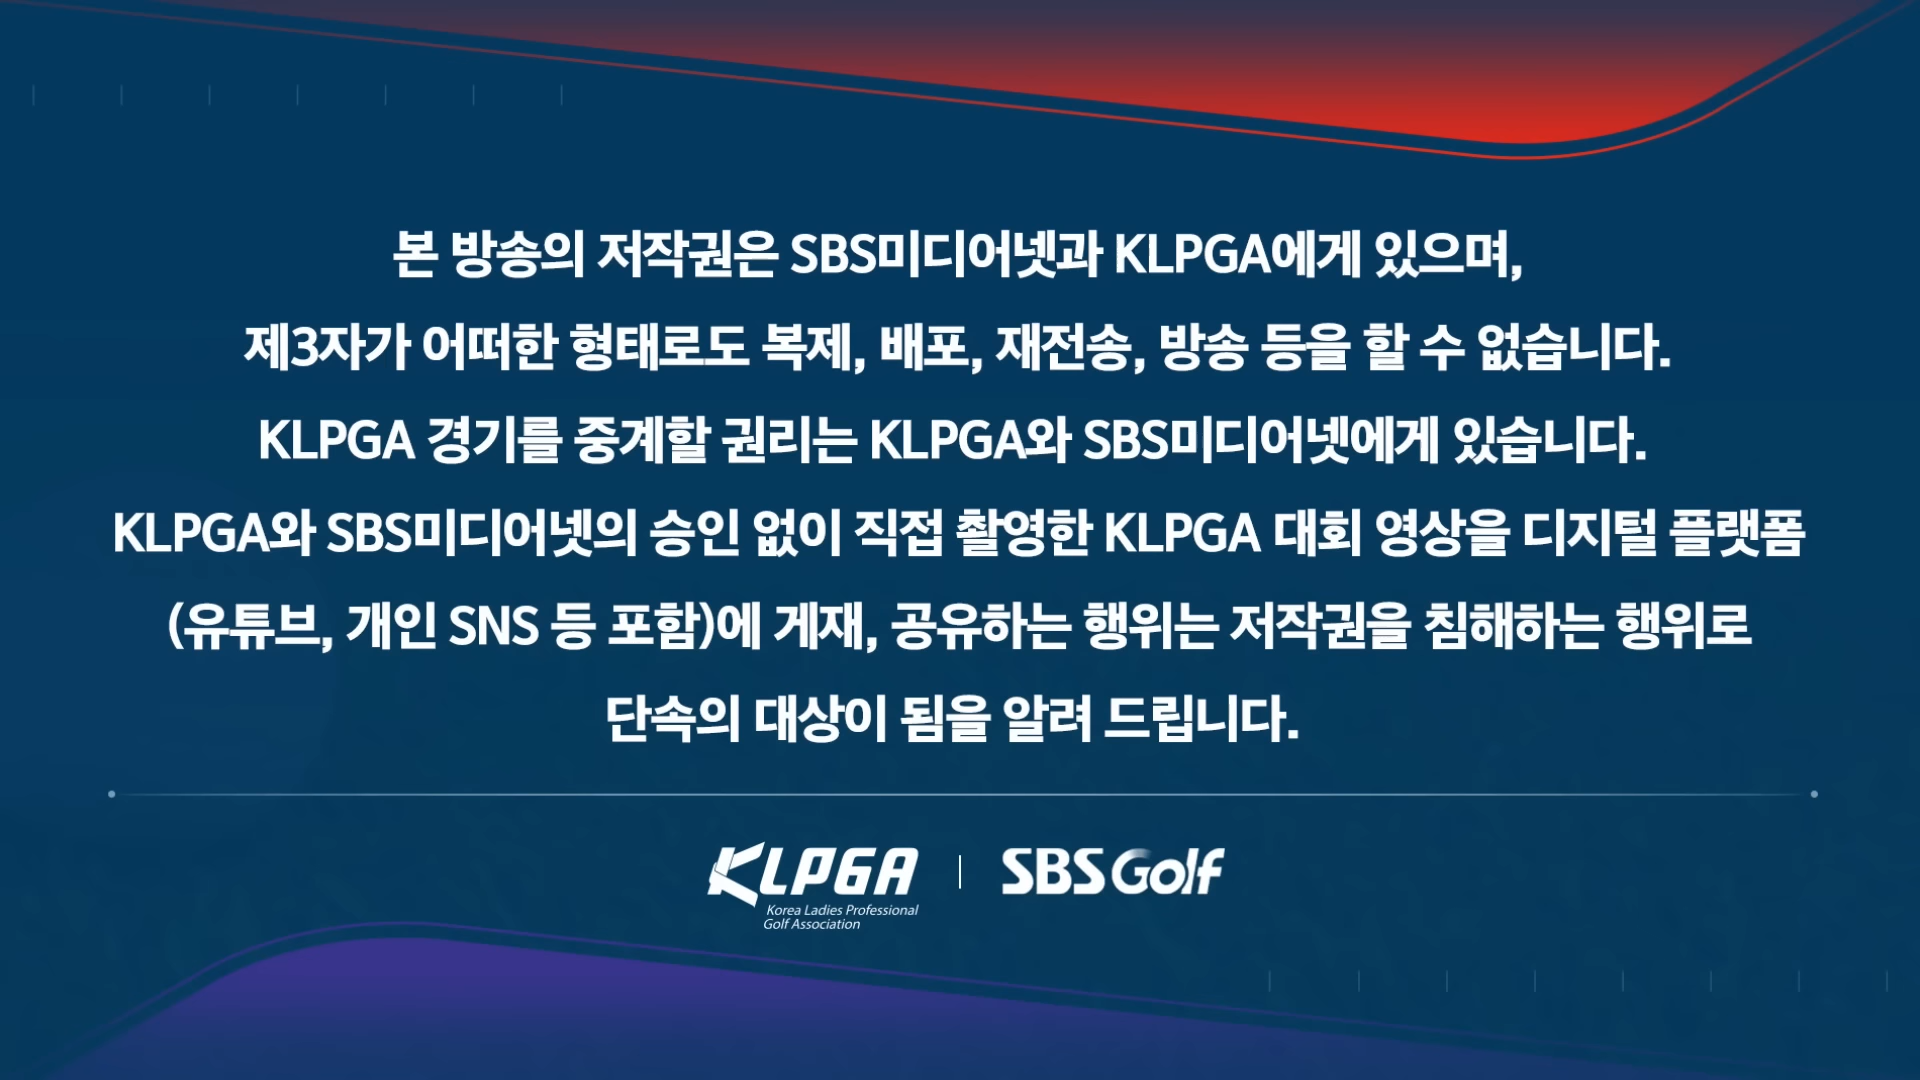 본 방송의 저작권은 SBS미디어넷과 KLPGA에게 있으며,
제3자가 어떠한 형태로도 복제, 배포, 재전송, 방송 등을 할 수 없습니다.
KLPGA 경기를 중계할 권리는 KLPGA와 SBS미디어넷에게 있습니다.
KLPGA와 SBS미디어넷의 승인 없이 직접 촬영한 KLPGA 대회 영상을 디지털 플랫폼
(유튜브, 개인 SNS 등 포함)에 게재, 공유하는 행위는 저작권을 침해하는 행위로
단속의 대상이 됨을 알려 드립니다.
KLPGA
Korea Ladies Professional
Golf Association
SBS Golf